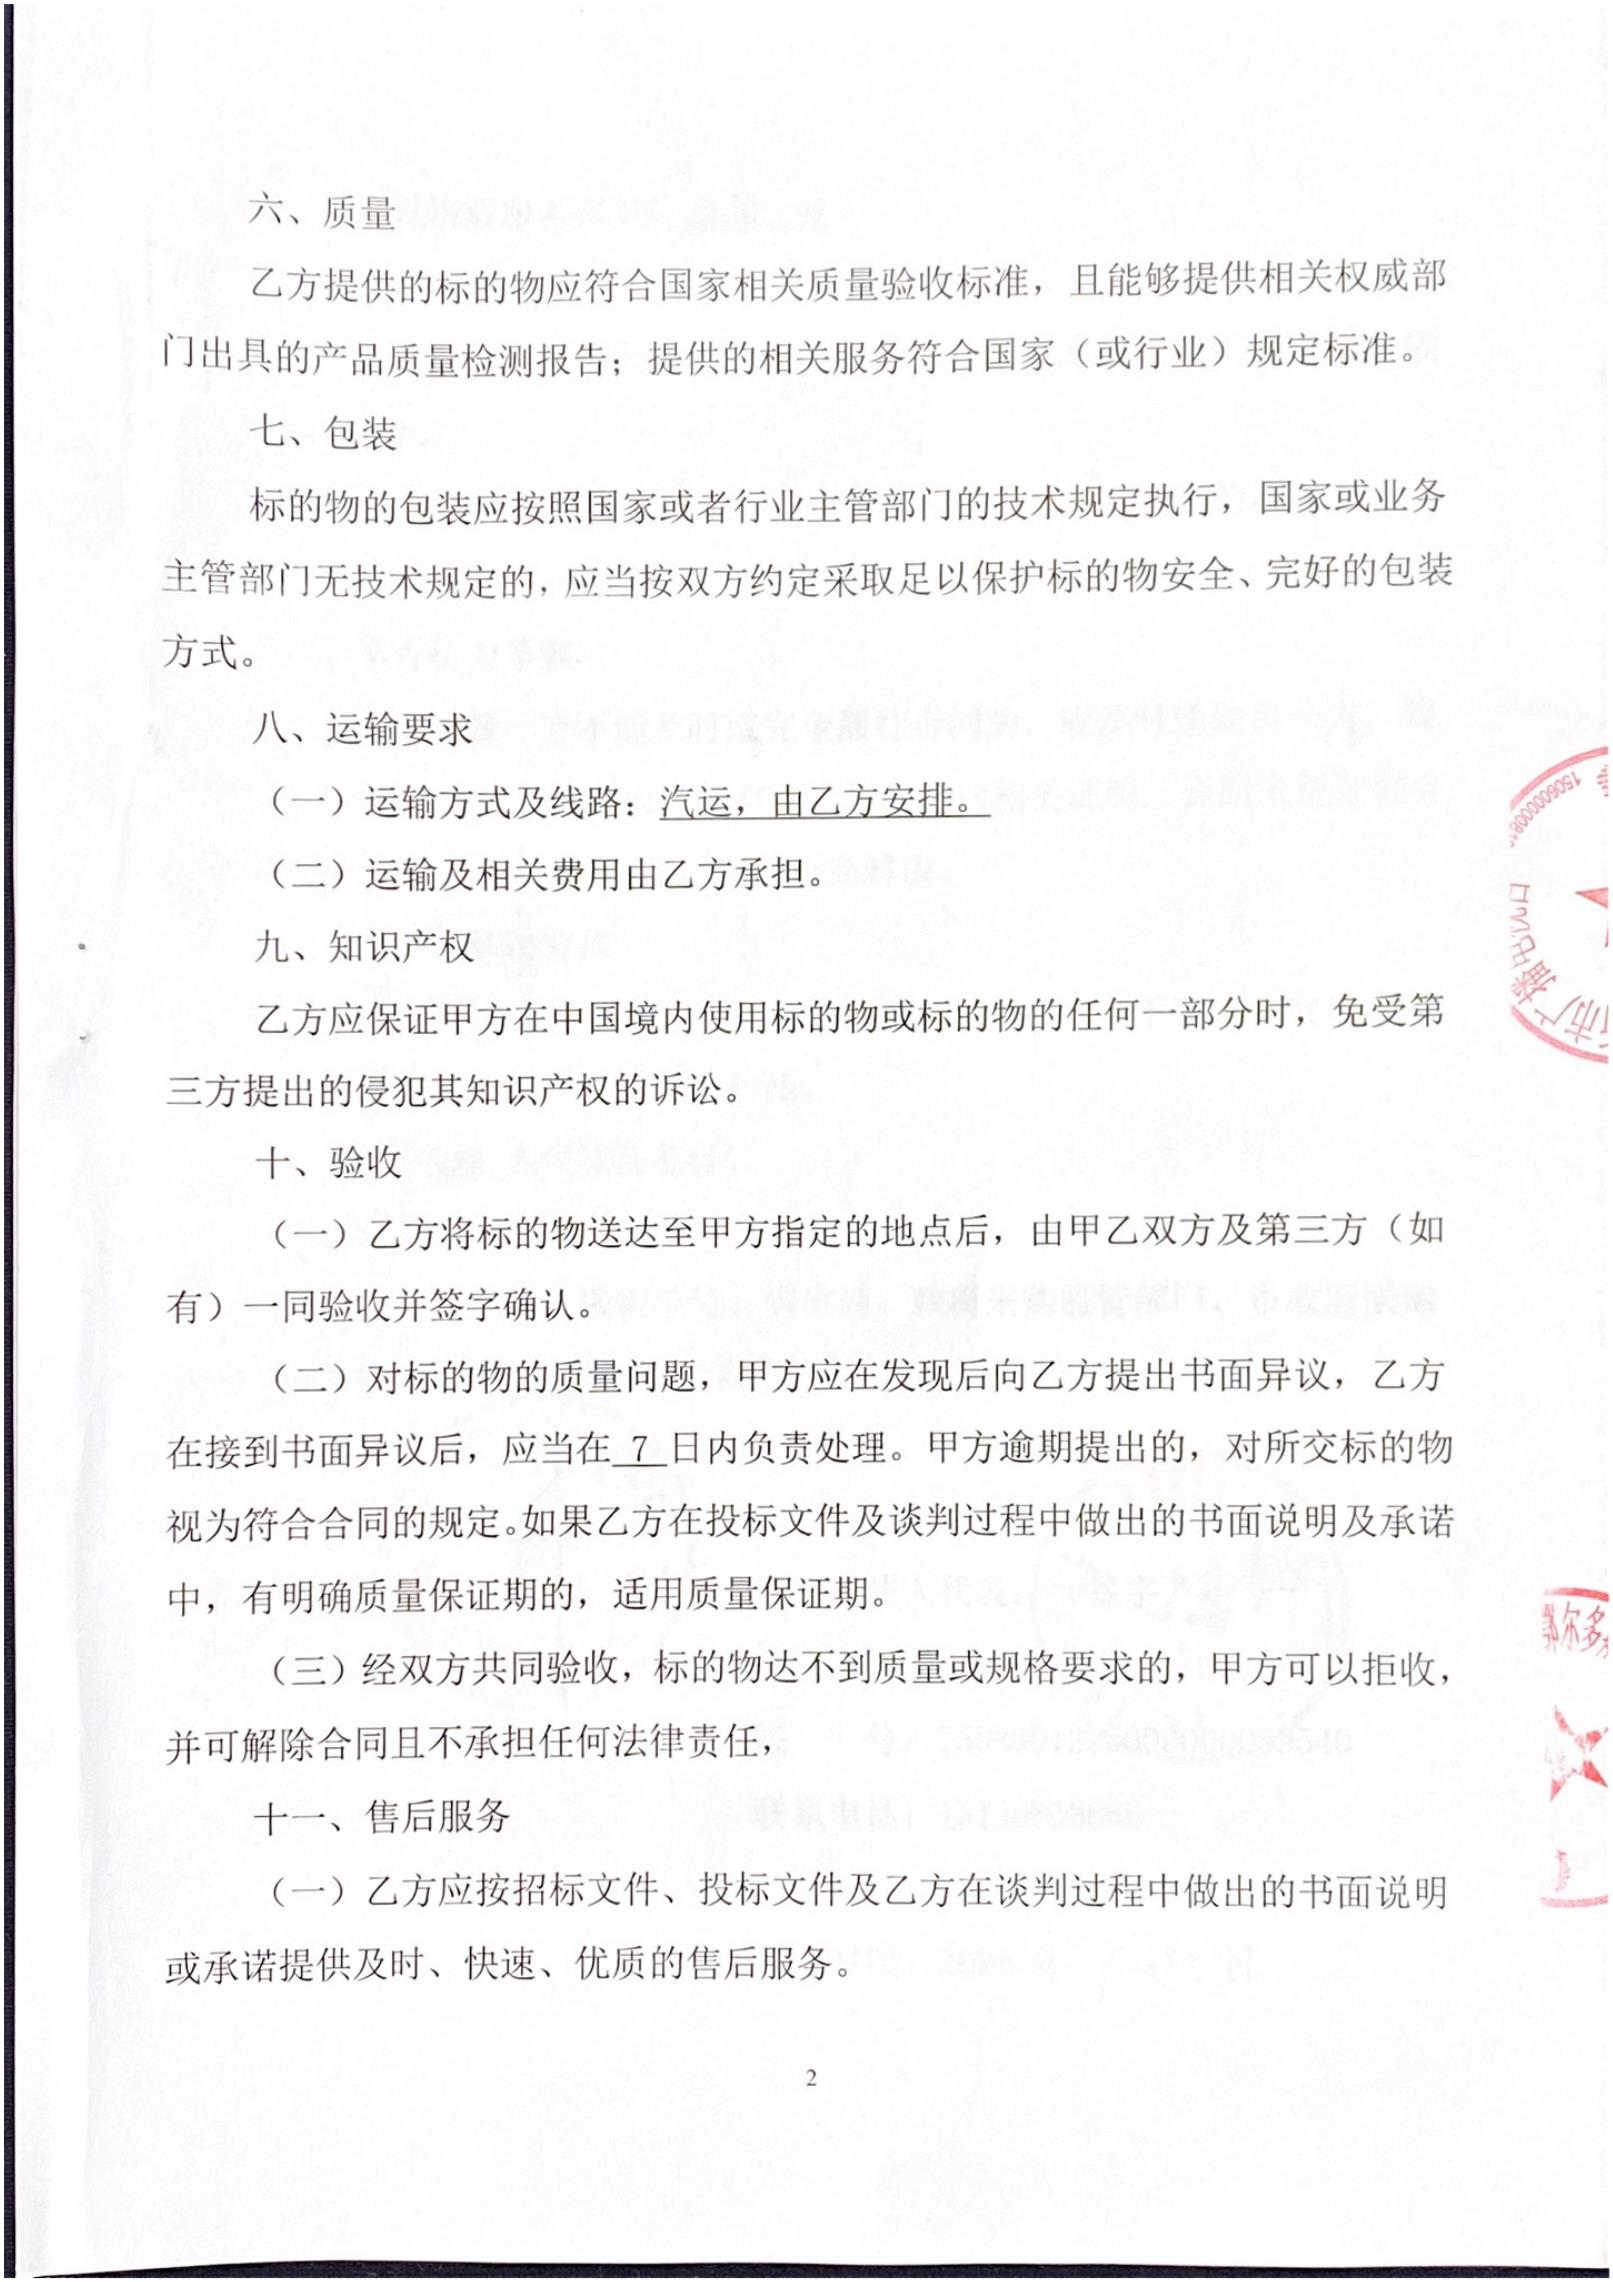 六、质量
乙方提供的标的物应符合国家相关质量验收标准，且能够提供相关权威部
门出具的产品质量检测报告；提供的相关服务符合国家（或行业）规定标准。
七、包装
标的物的包装应按照国家或者行业主管部门的技术规定执行，国家或业务
主管部门无技术规定的，应当按双方约定采取足以保护标的物安全、完好的包装
方式。
八、运输要求
（一）运输方式及线路：汽运，由乙方安排。
（二）运输及相关费用由乙方承担。
九、知识产权
乙方应保证甲方在中国境内使用标的物或标的物的任何一部分时，免受第
三方提出的侵犯其知识产权的诉讼。
十、验收
（一）乙方将标的物送达至甲方指定的地点后，由甲乙双方及第三方（如
有）一同验收并签字确认。
（二）对标的物的质量问题，甲方应在发现后向乙方提出书面异议，乙方
在接到书面异议后，应当在 7 日内负责处理。甲方逾期提出的，对所交标的物
视为符合合同的规定。如果乙方在投标文件及谈判过程中做出的书面说明及承诺
中，有明确质量保证期的，适用质量保证期。
（三）经双方共同验收，标的物达不到质量或规格要求的，甲方可以拒收，
并可解除合同且不承担任何法律责任，
十一、售后服务
（一）乙方应按招标文件、投标文件及乙方在谈判过程中做出的书面说明
或承诺提供及时、快速、优质的售后服务。
2
鄂尔多
市广播